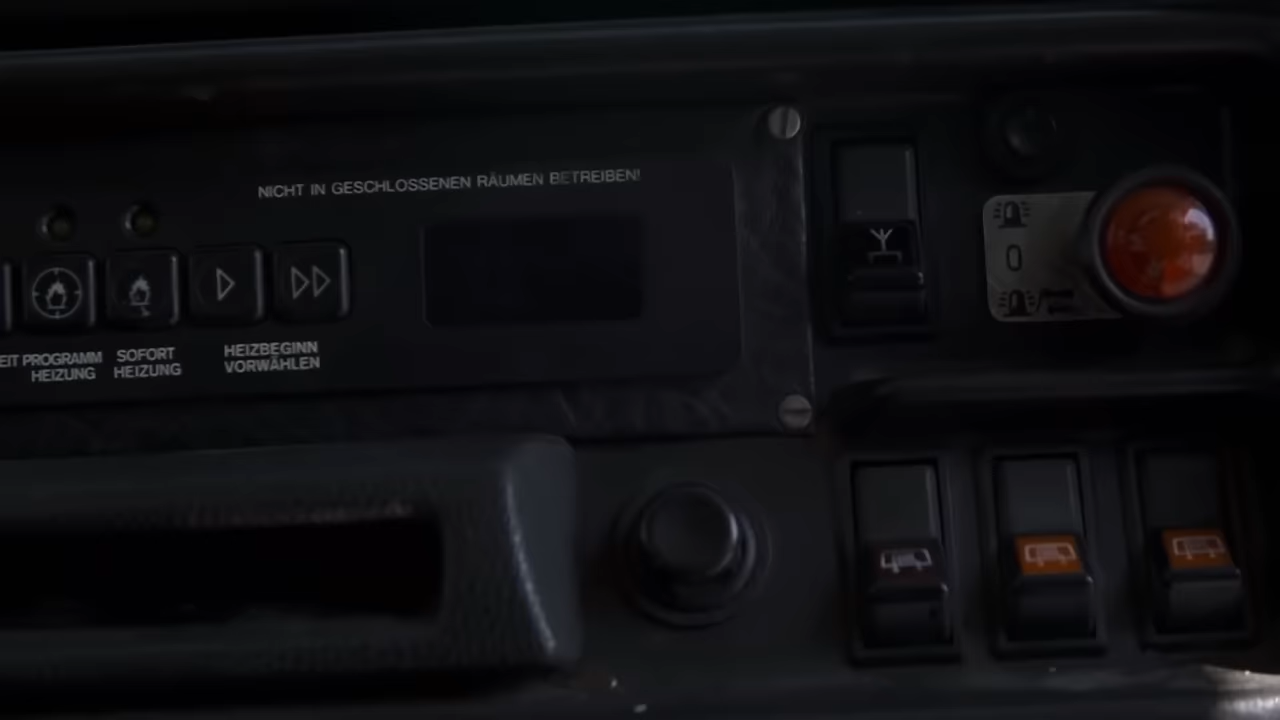 NICHT IN GESCHLOSSENEN RÄUMEN BETREIBEN!
0
EIT PROGRAMM
HEIZUNG
SOFORT
HEIZUNG
HEIZBEGINN
VORWÄHLEN